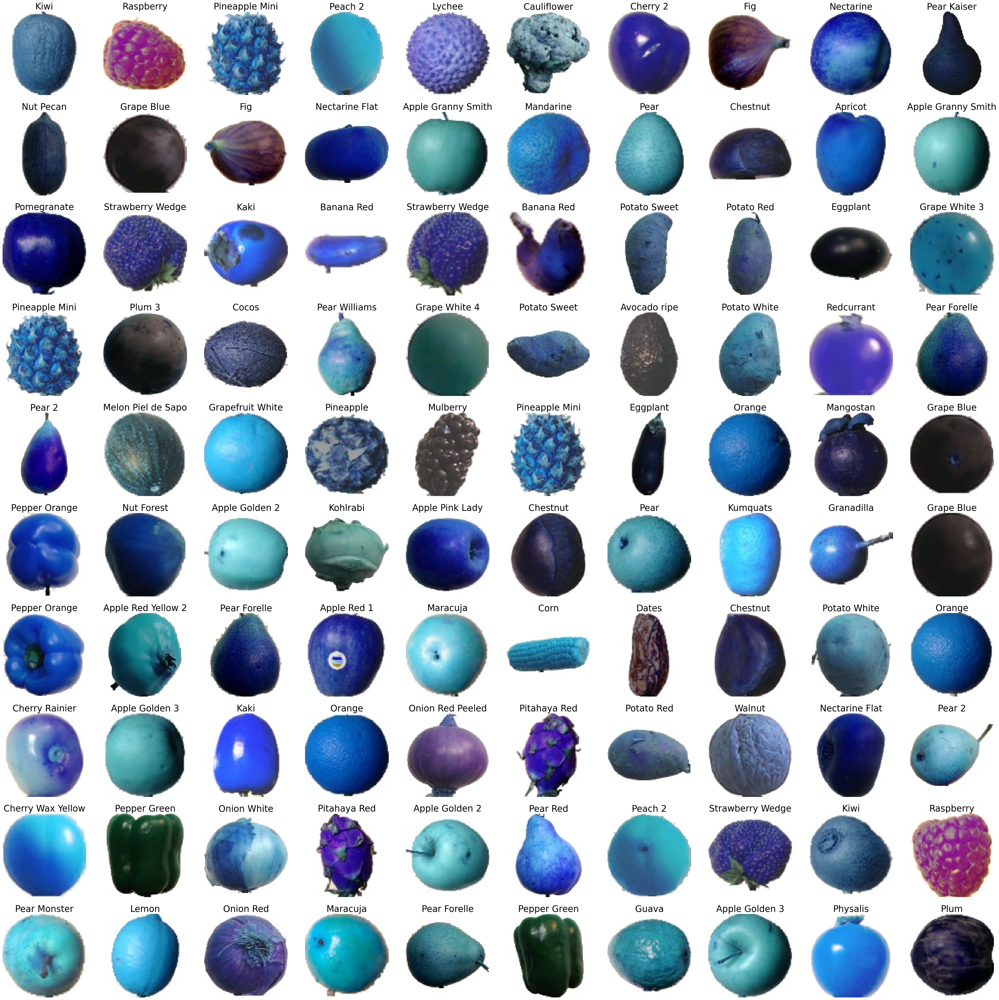 Kiwi Raspberry Pineapple Mini Peach 2 Lychee Cauliflower Cherry 2 Fig Nectarine Pear Kaiser
Nut Pecan Grape Blue Fig Nectarine Flat Apple Granny Smith Mandarine Pear Chestnut Apricot Apple Granny Smith
Pomegranate Strawberry Wedge Kaki Banana Red Strawberry Wedge Banana Red Potato Sweet Potato Red Eggplant Grape White 3
Pineapple Mini Plum 3 Cocos Pear Williams Grape White 4 Potato Sweet Avocado ripe Potato White Redcurrant Pear Forelle
Pear 2 Melon Piel de Sapo Grapefruit White Pineapple Mulberry Pineapple Mini Eggplant Orange Mangostan Grape Blue
Pepper Orange Nut Forest Apple Golden 2 Kohlrabi Apple Pink Lady Chestnut Pear Kumquats Granadilla Grape Blue
Pepper Orange Apple Red Yellow 2 Pear Forelle Apple Red 1 Maracuja Corn Dates Chestnut Potato White Orange
Cherry Rainier Apple Golden 3 Kaki Orange Onion Red Peeled Pitahaya Red Potato Red Walnut Nectarine Flat Pear 2
Cherry Wax Yellow Pepper Green Onion White Pitahaya Red Apple Golden 2 Pear Red Peach 2 Strawberry Wedge Kiwi Raspberry
Pear Monster Lemon Onion Red Maracuja Pear Forelle Pepper Green Guava Apple Golden 3 Physalis Plum